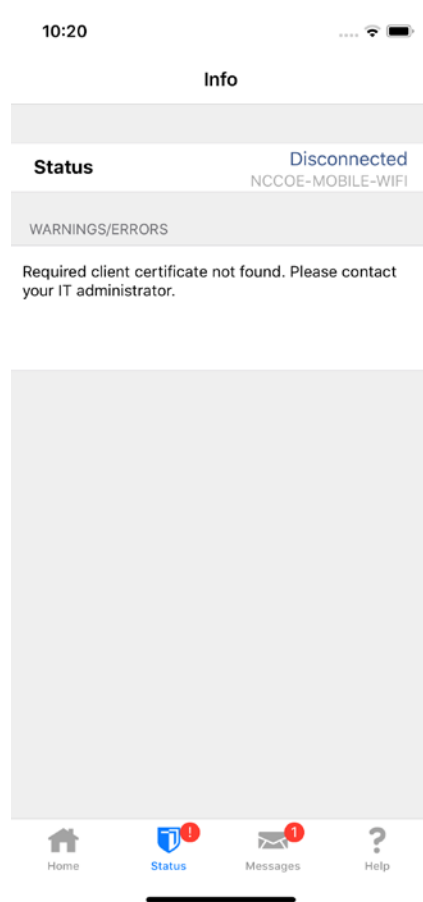 10:20
Info
Status
Disconnected
NCCOE-MOBILE-WIFI
WARNINGS/ERRORS
Required client certificate not found. Please contact
your IT administrator.
!
1
Home
Status
Messages
Help